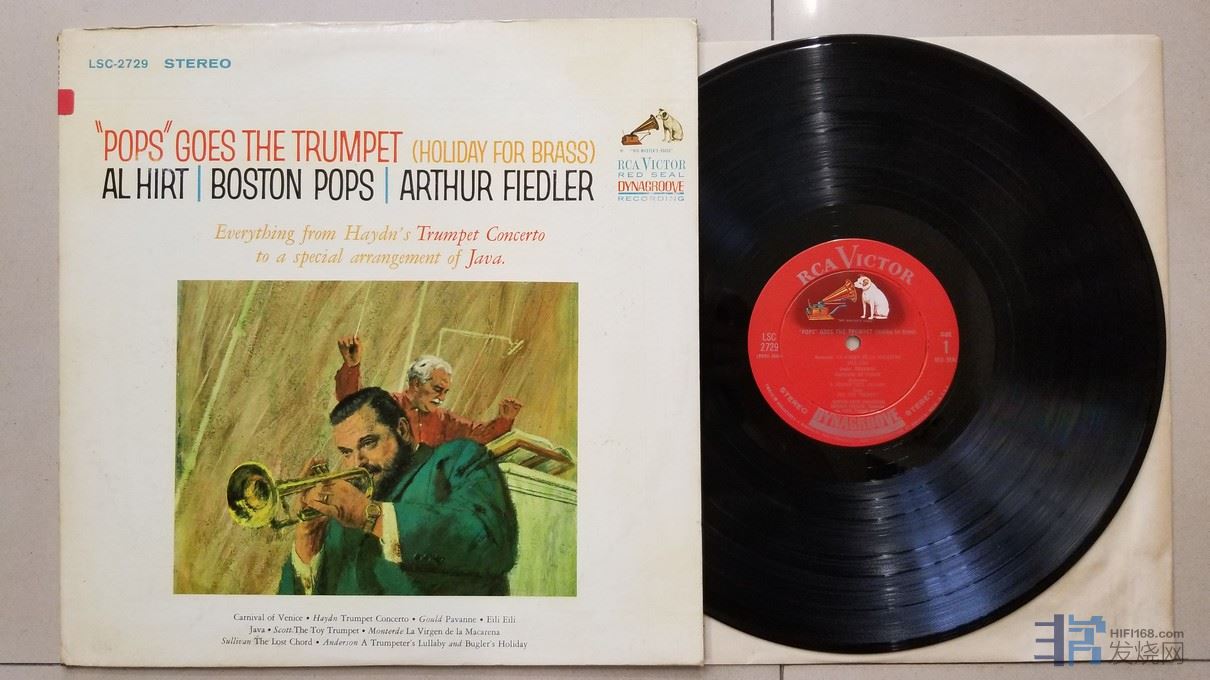 LSC-2729 STEREO
"POPS" GOES THE TRUMPET (HOLIDAY FOR BRASS)
AL HIRT | BOSTON POPS | ARTHUR FIEDLER
"HIS MASTER'S VOICE"
RCA VICTOR
RED SEAL
DYNAGROOVE
RECORDING
Everything from Haydn's Trumpet Concerto
to a special arrangement of Java.
Carnival of Venice • Haydn Trumpet Concerto • Gould Pavanne • Eili Eili
Java • Scott: The Toy Trumpet • Monterde La Virgen de la Macarena
Sullivan The Lost Chord • Anderson A Trumpeter's Lullaby and Bugler's Holiday
RCA VICTOR
"POPS" GOES THE TRUMPET (Holiday for Brass)
LSC
2729
SIDE
1
STEREO
DYNAGROOVE
STEREO
HIFI168.com
发烧网